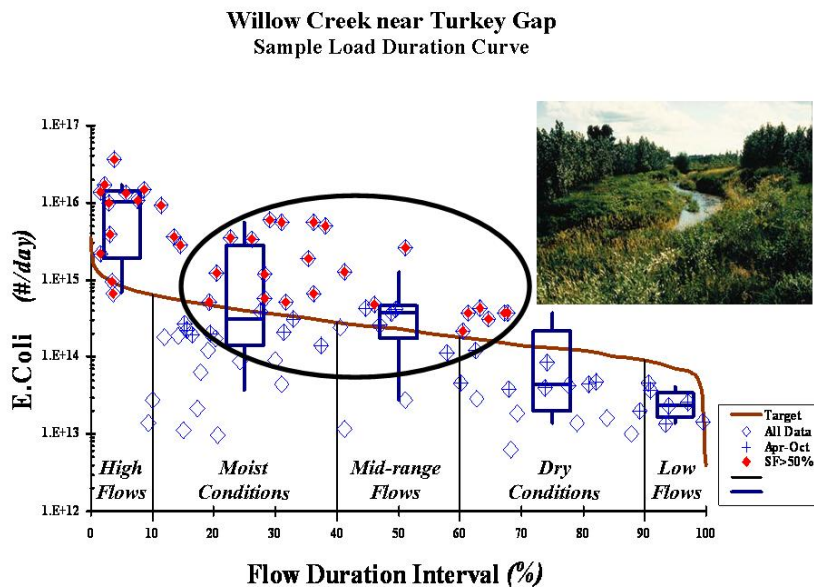 Willow Creek near Turkey Gap
Sample Load Duration Curve
1.E+17
1.E+16
1.E+15
1.E+14
1.E+13
1.E+12
E.Coli (#/day)
High Flows
Moist Conditions
Mid-range Flows
Dry Conditions
Low Flows
Target
All Data
Apr-Oct
SF>50%
0 10 20 30 40 50 60 70 80 90 100
Flow Duration Interval (%)